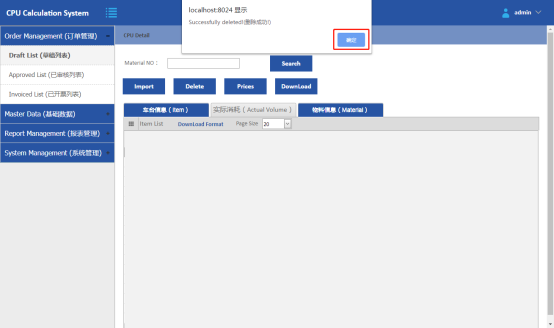 CPU Calculation System
localhost:8024 显示
Successfully deleted!(删除成功!)
确定
admin
Order Management (订单管理)
Draft List (草稿列表)
Approved List (已审核列表)
Invoiced List (已开票列表)
Master Data (基础数据)
Report Management (报表管理)
System Management (系统管理)
CPU Detail
Material NO :
Search
Import
Delete
Prices
DownLoad
车台信息 ( Item )
实际消耗 ( Actual Volume )
物料信息 ( Material )
Item List
DownLoad Format
Page Size
20